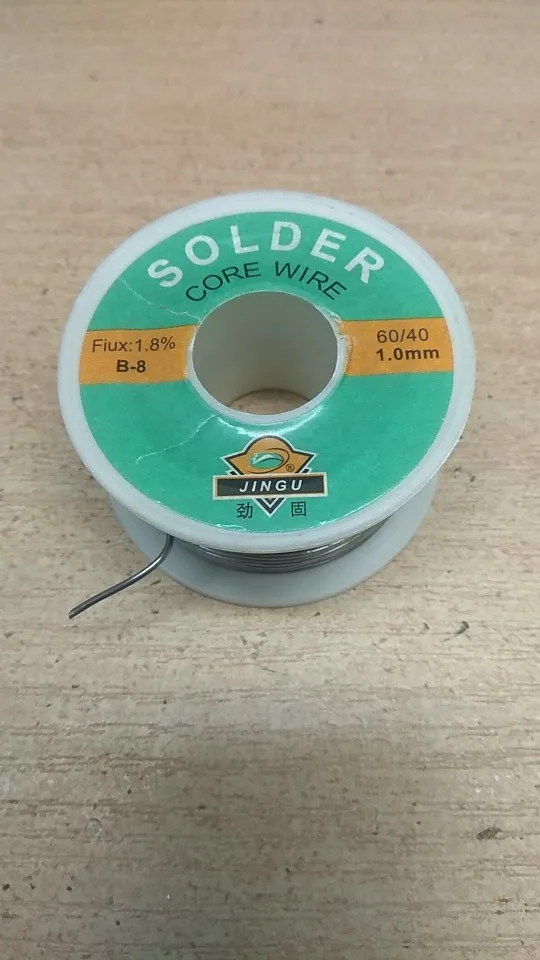 SOLDER
CORE WIRE
Fiux:1.8%
B-8
60/40
1.0mm
®
JINGU
劲 固